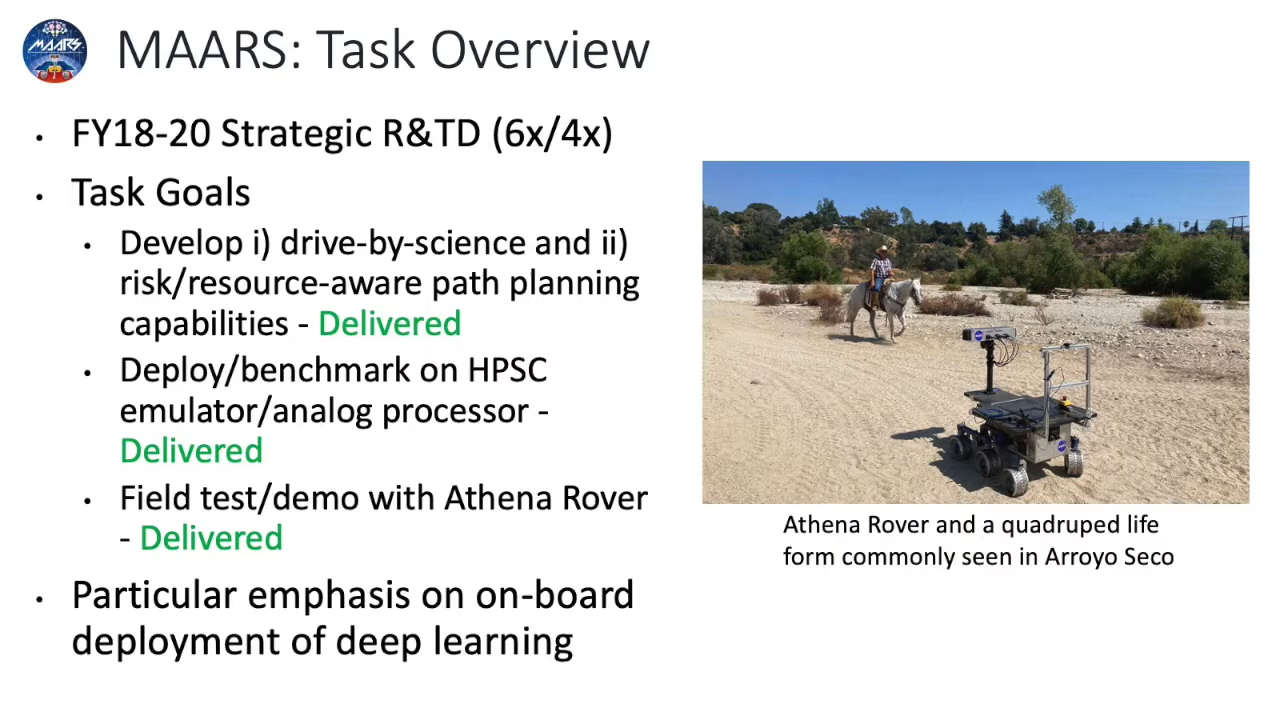 MAARS
MAARS: Task Overview
• FY18-20 Strategic R&TD (6x/4x)
• Task Goals
• Develop i) drive-by-science and ii)
risk/resource-aware path planning
capabilities - Delivered
• Deploy/benchmark on HPSC
emulator/analog processor -
Delivered
• Field test/demo with Athena Rover
- Delivered
• Particular emphasis on on-board
deployment of deep learning
Athena Rover and a quadruped life
form commonly seen in Arroyo Seco